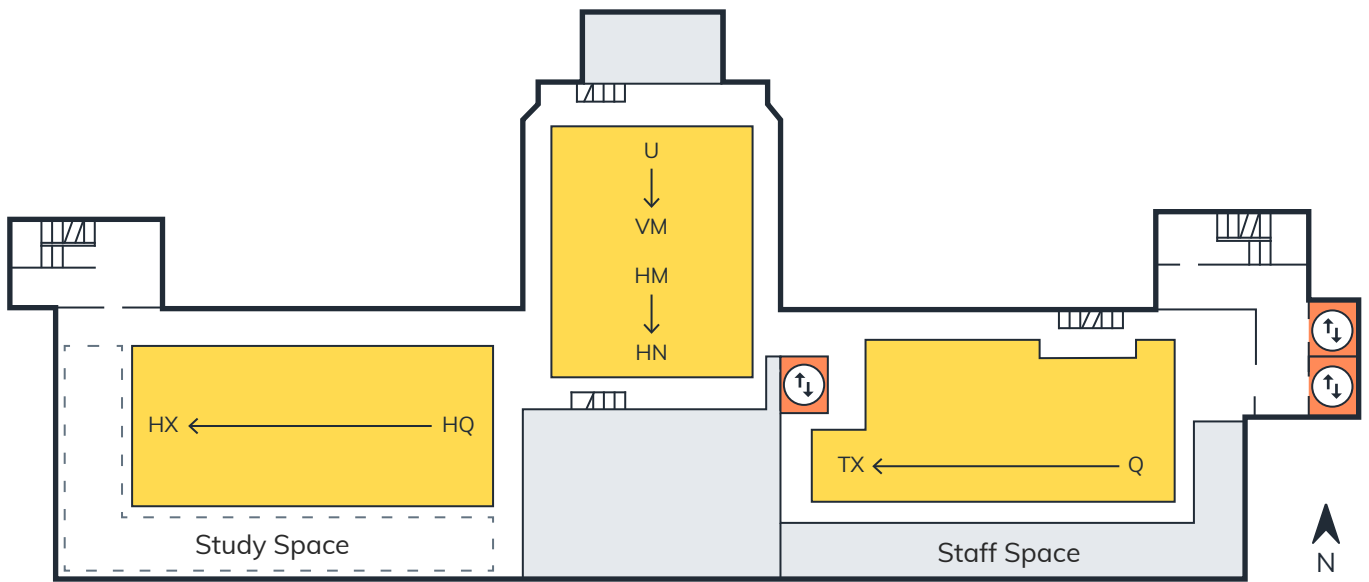 U
VM
HM
HN
HX
HQ
TX
Q
Study Space
Staff Space
N